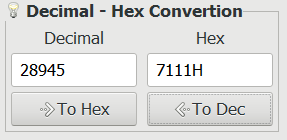 Decimal - Hex Convertion
Decimal Hex
28945 7111H
To Hex To Dec